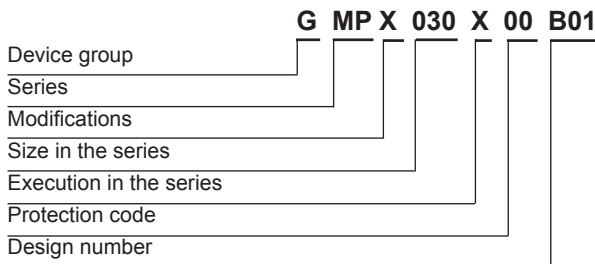 G MP X 030 X 00 B01
Device group
Series
Modifications
Size in the series
Execution in the series
Protection code
Design number